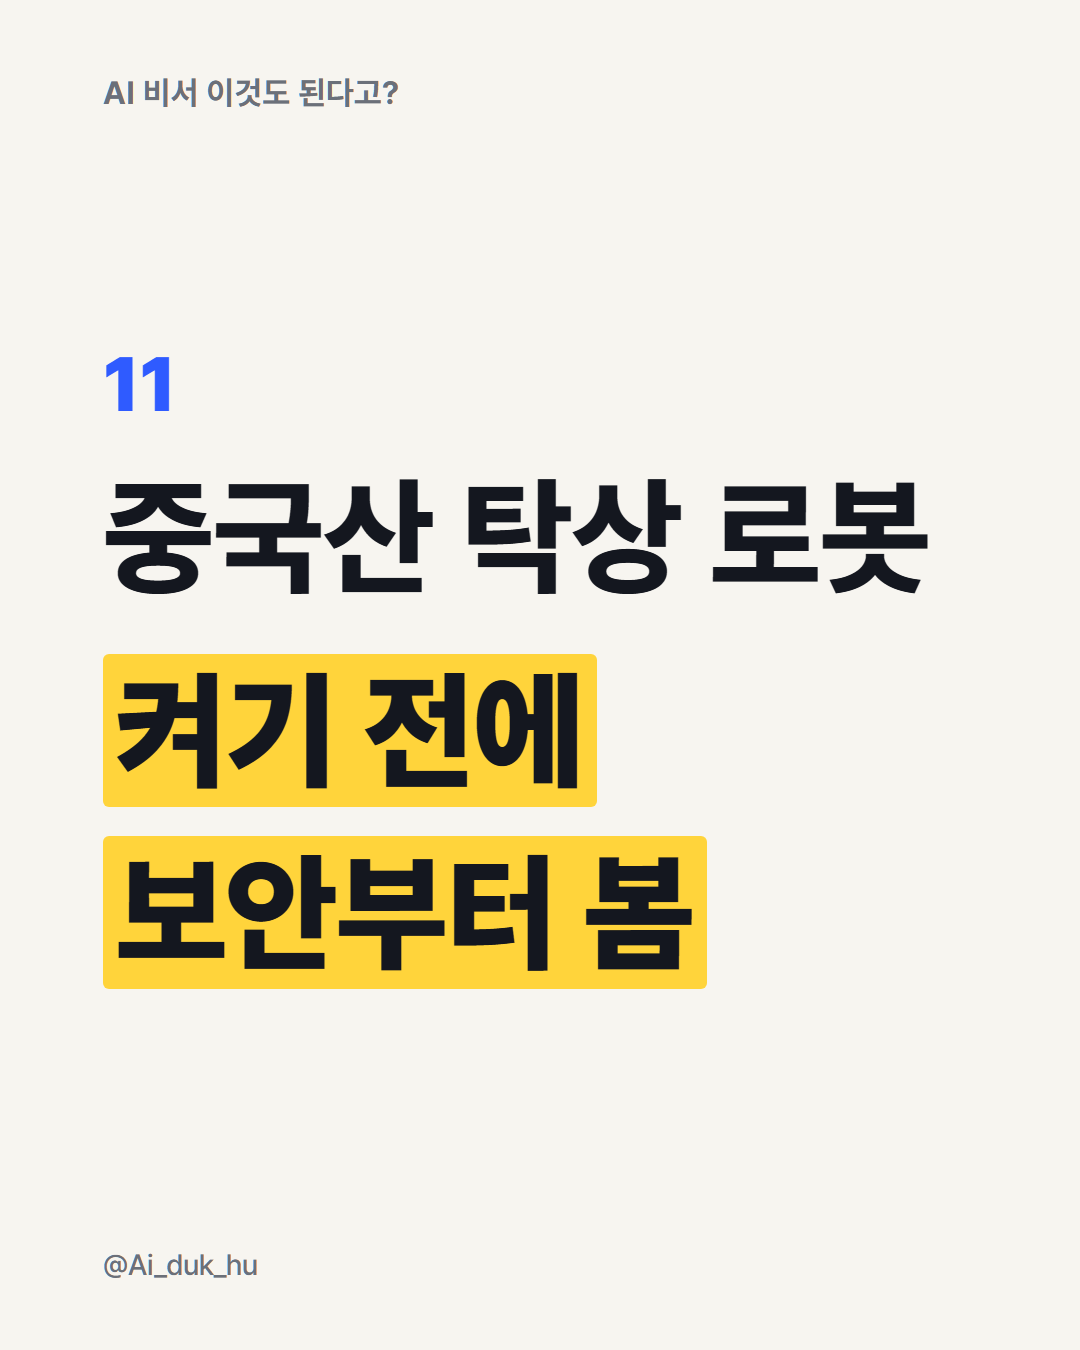 AI 비서 이것도 된다고?
11
중국산 탁상 로봇
켜기 전에
보안부터 봄
@Ai_duk_hu